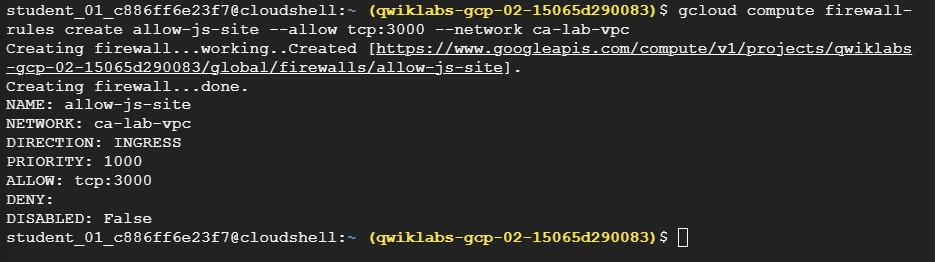 student_01_c886ff6e23f7@cloudshell:~ (qwiklabs-gcp-02-15065d290083)$ gcloud compute firewall-
rules create allow-js-site --allow tcp:3000 --network ca-lab-vpc
Creating firewall...working..Created [https://www.googleapis.com/compute/v1/projects/qwiklabs
-gcp-02-15065d290083/global/firewalls/allow-js-site].
Creating firewall...done.
NAME: allow-js-site
NETWORK: ca-lab-vpc
DIRECTION: INGRESS
PRIORITY: 1000
ALLOW: tcp:3000
DENY:
DISABLED: False
student_01_c886ff6e23f7@cloudshell:~ (qwiklabs-gcp-02-15065d290083)$